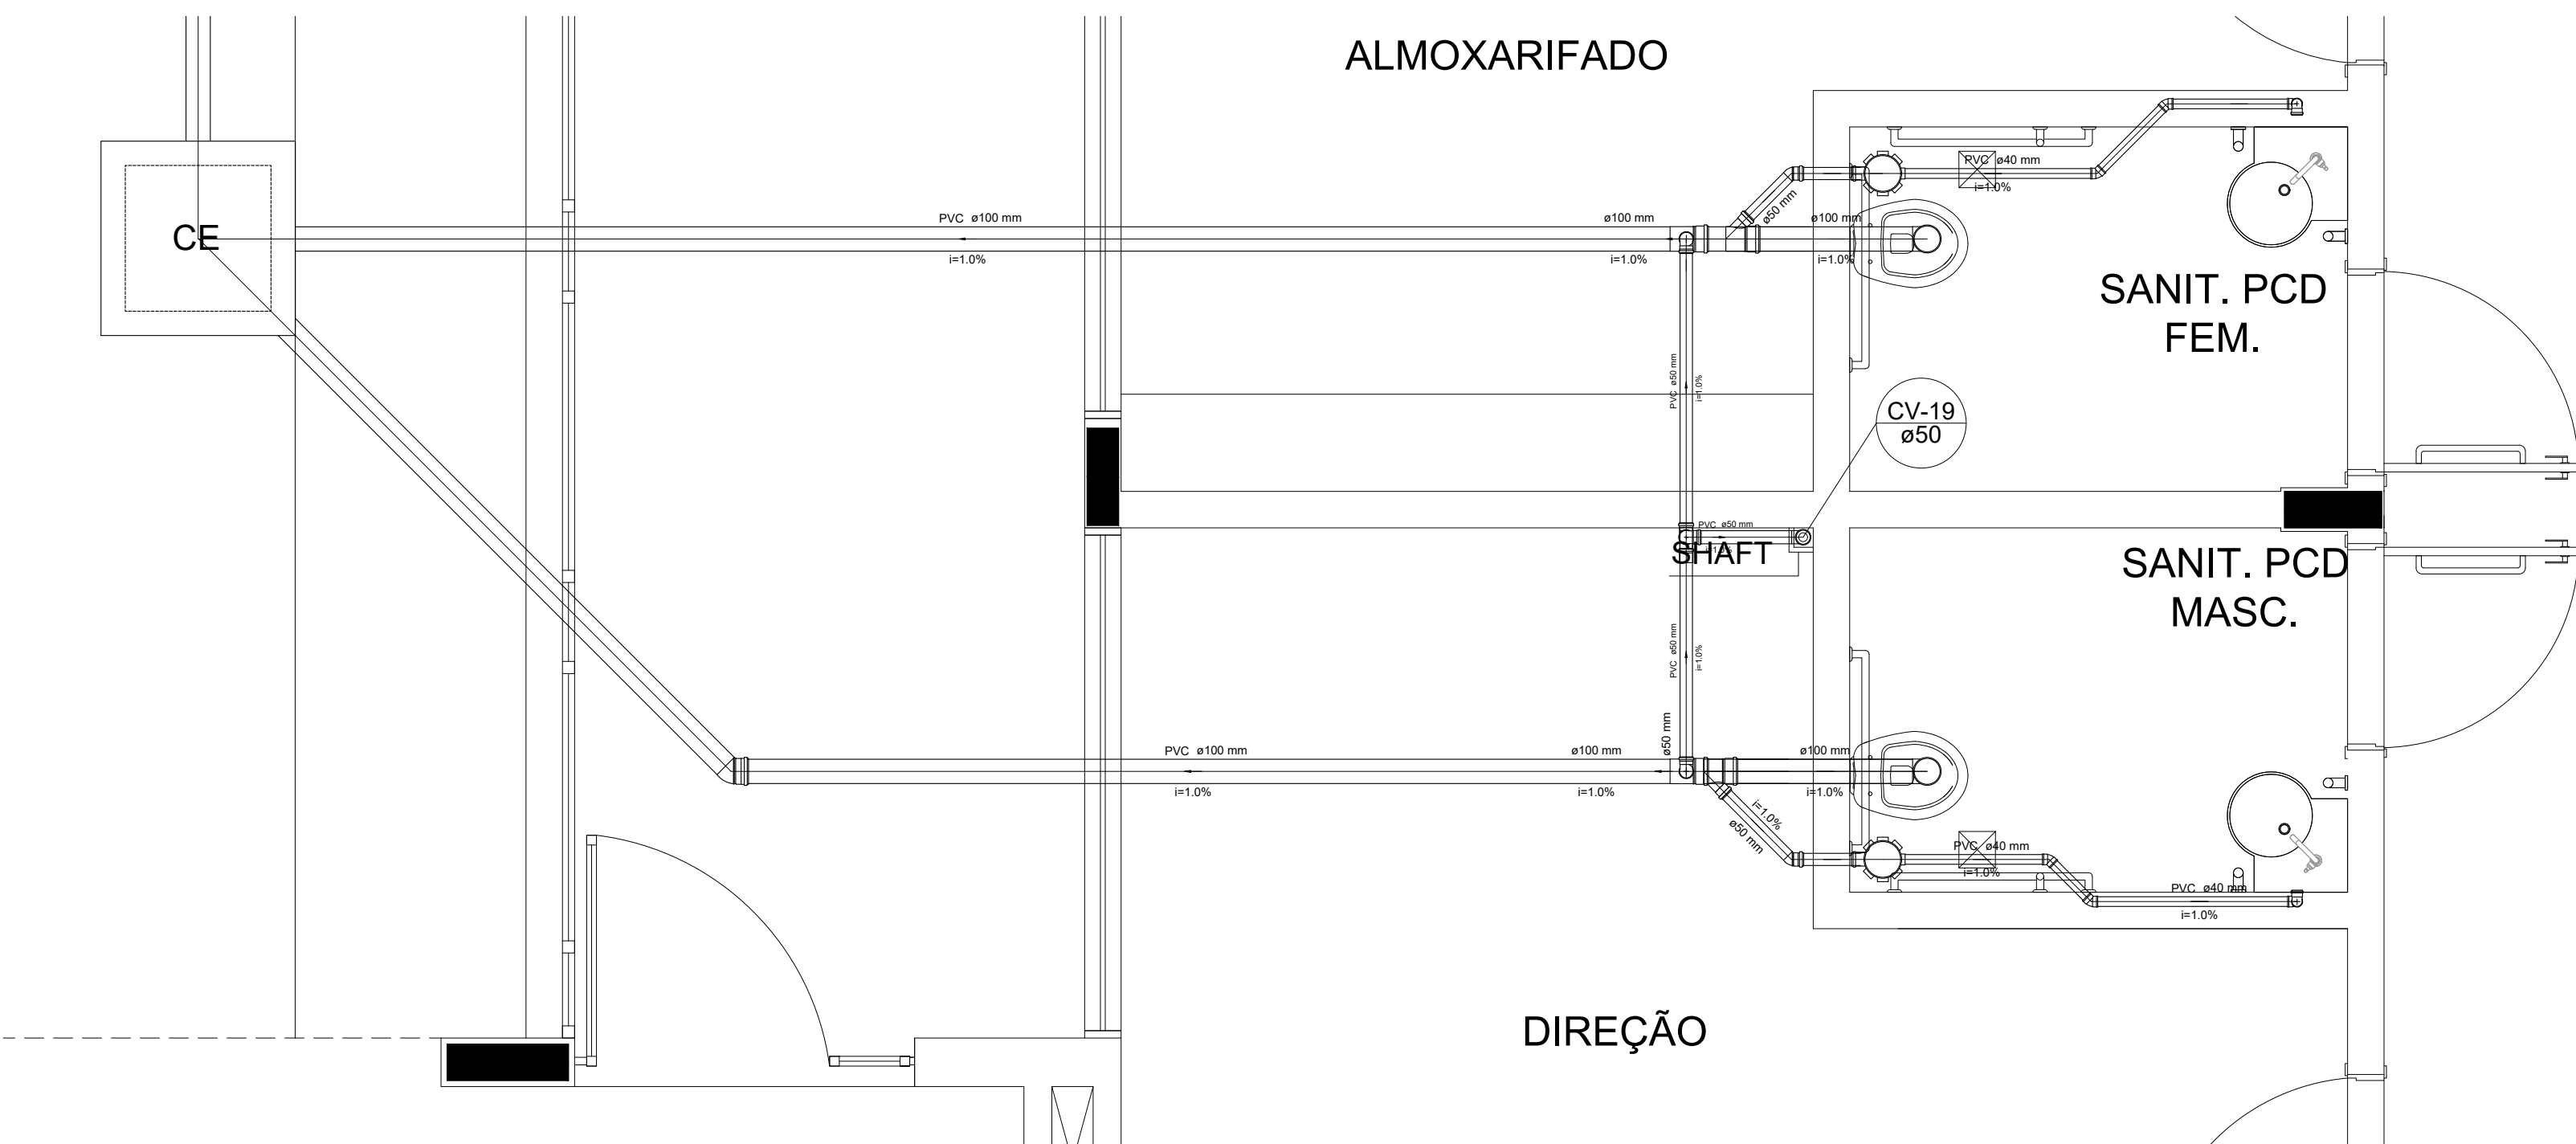 ALMOXARIFADO
PVC ø40 mm
i=1.0%
ø50 mm
PVC ø100 mm
ø100 mm
ø100 mm
CE
i=1.0%
i=1.0%
i=1.0%
SANIT. PCD
FEM.
PVC ø50 mm
i=1.0%
CV-19
ø50
PVC ø50 mm
i=1.0%
SHAFT
SANIT. PCD
MASC.
PVC ø50 mm
i=1.0%
ø50 mm
PVC ø100 mm
ø100 mm
ø100 mm
i=1.0%
i=1.0%
i=1.0%
i=1.0%
ø50 mm
PVC ø40 mm
i=1.0%
PVC ø40 mm
i=1.0%
DIREÇÃO